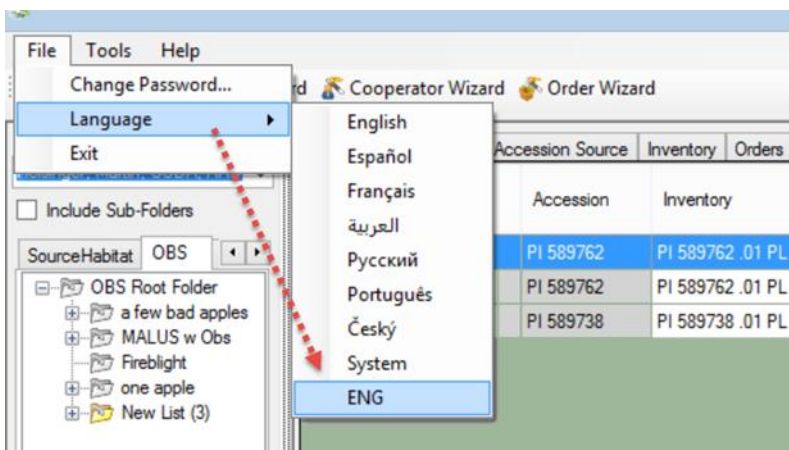 File Tools Help
Change Password...
Language
Exit
Cooperator Wizard Order Wizard
English
Español
Français
العربية
Русский
Português
Český
System
ENG
Include Sub-Folders
SourceHabitat OBS
OBS Root Folder
a few bad apples
MALUS w Obs
Fireblight
one apple
New List (3)
Accession Source Inventory Orders
Accession Inventory
PI 589762 PI 589762 .01 PL
PI 589762 PI 589762 .01 PL
PI 589738 PI 589738 .01 PL